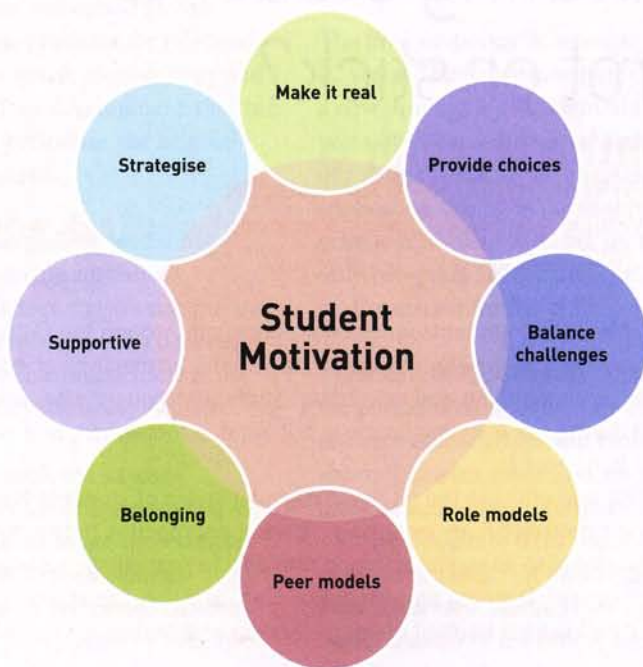 Make it real
Provide choices
Balance
challenges
Role models
Peer models
Belonging
Supportive
Strategise
Student
Motivation